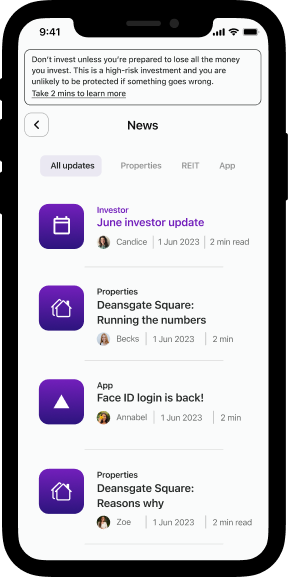 9:41
Don't invest unless you're prepared to lose all the money
you invest. This is a high-risk investment and you are
unlikely to be protected if something goes wrong.
Take 2 mins to learn more
News
All updates Properties REIT App
Investor
June investor update
Candice 1 Jun 2023 2 min read
Properties
Deansgate Square:
Running the numbers
Becks 1 Jun 2023 2 min
App
Face ID login is back!
Annabel 1 Jun 2023 2 min
Properties
Deansgate Square:
Reasons why
Zoe 1 Jun 2023 2 min read